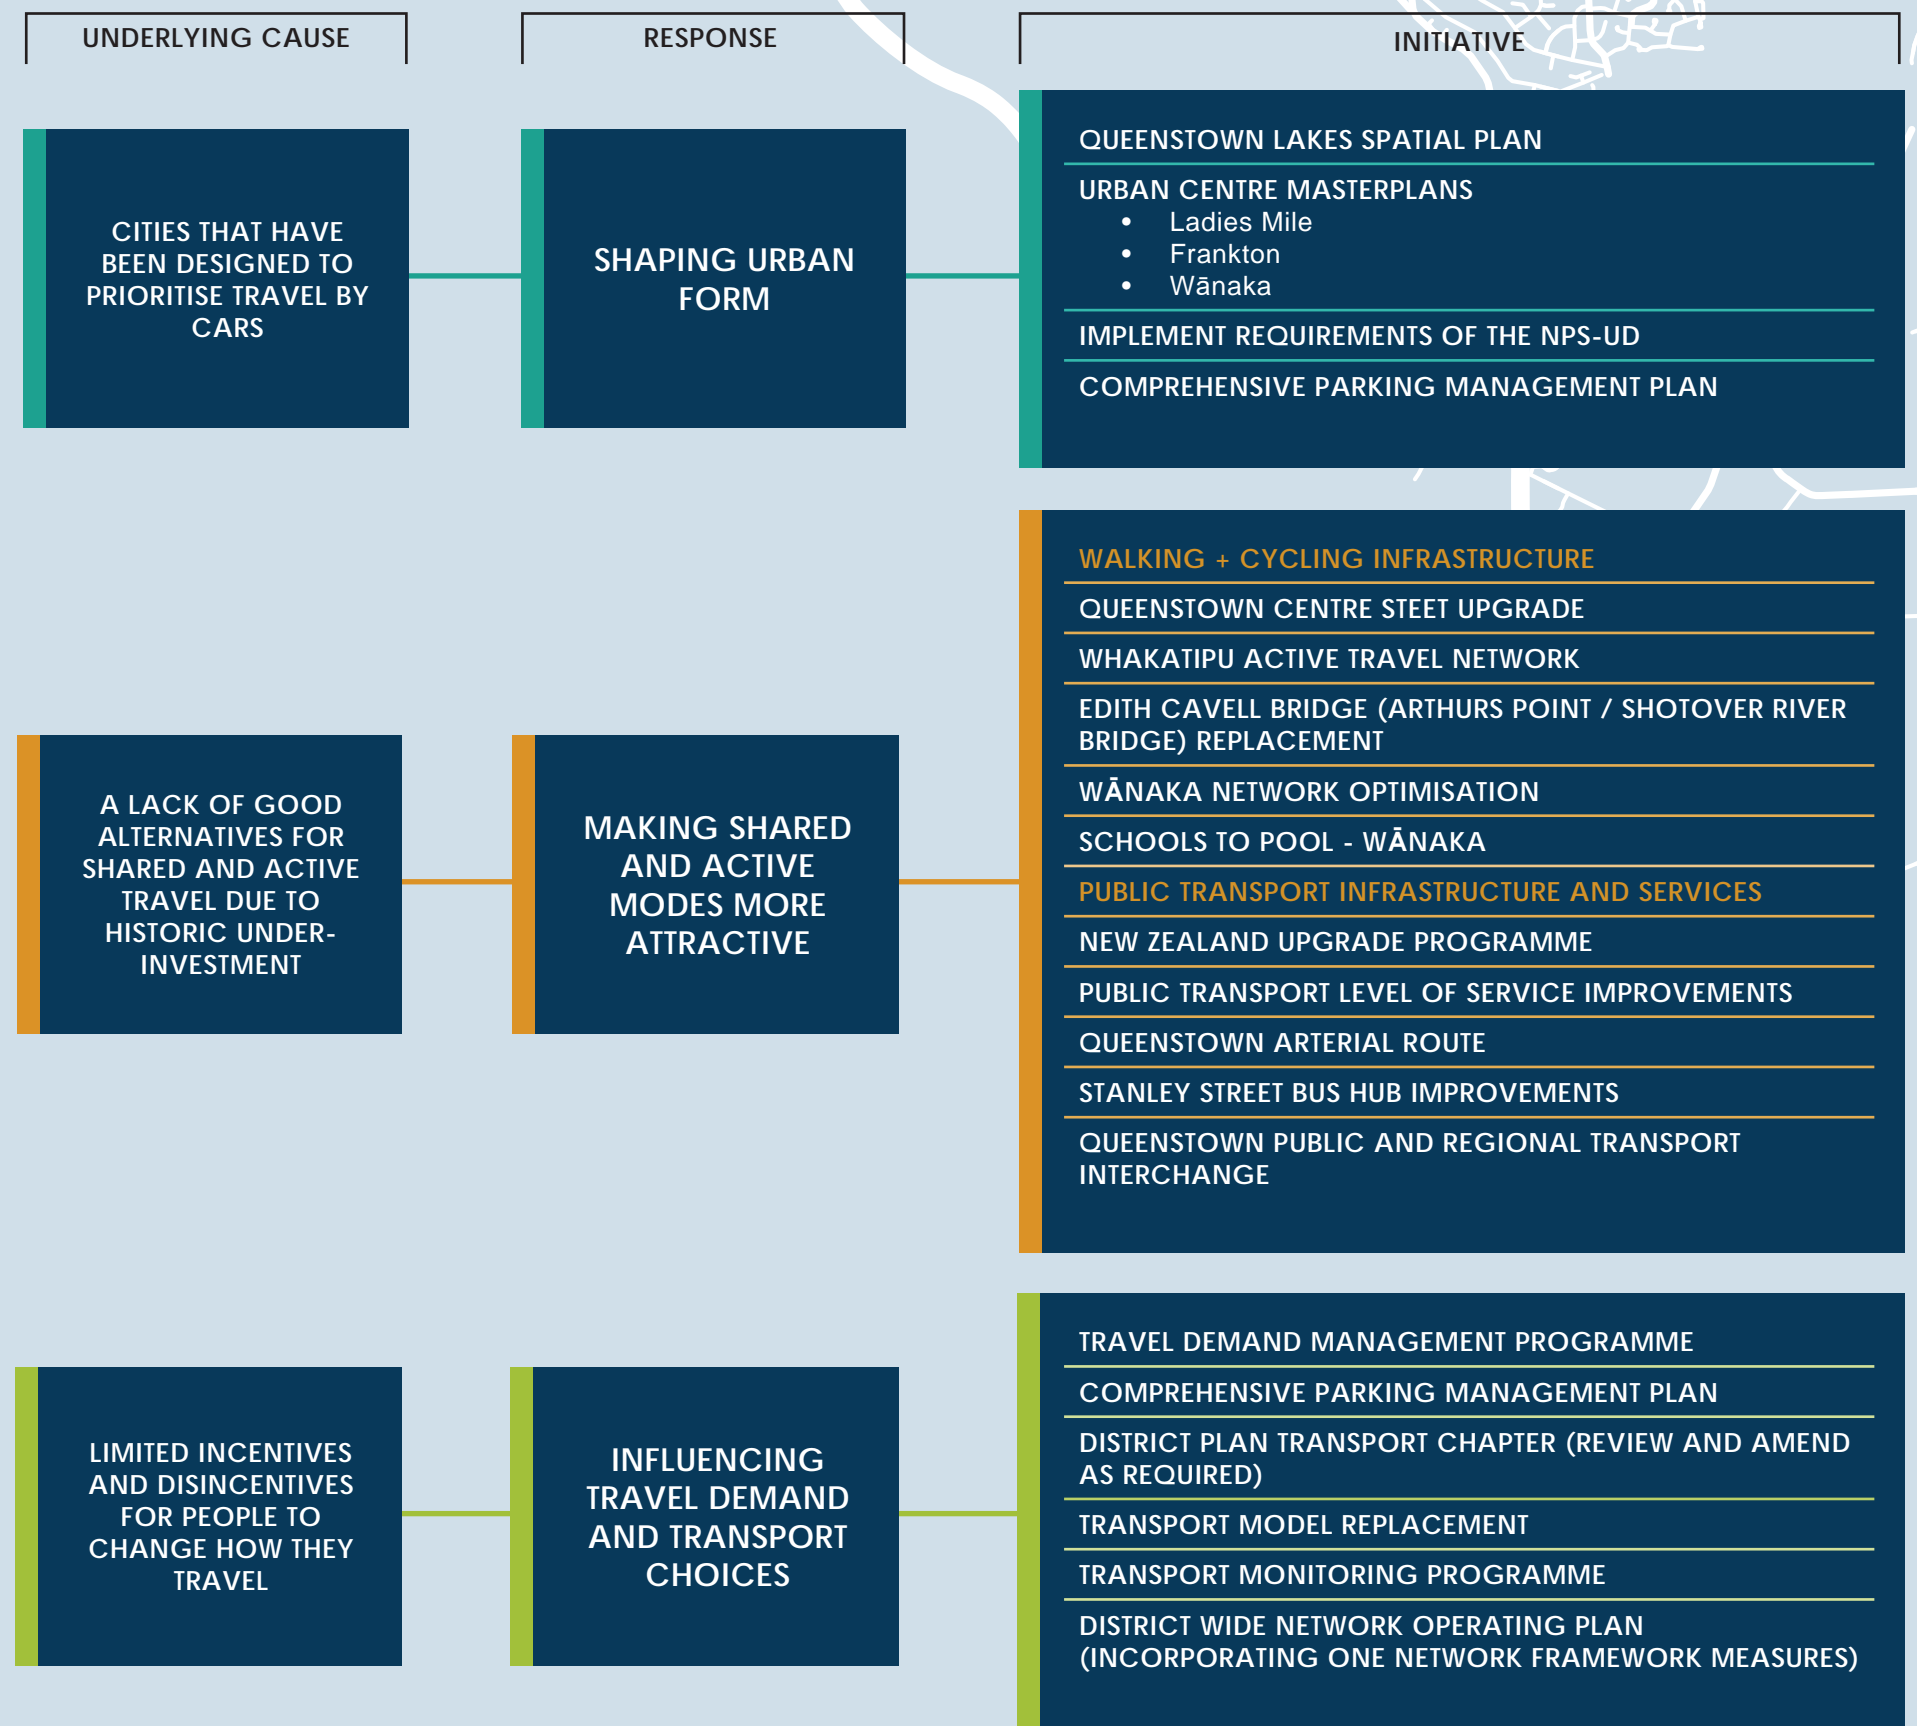 UNDERLYING CAUSE
RESPONSE
INITIATIVE
CITIES THAT HAVE
BEEN DESIGNED TO
PRIORITISE TRAVEL BY
CARS
SHAPING URBAN
FORM
QUEENSTOWN LAKES SPATIAL PLAN
URBAN CENTRE MASTERPLANS
• Ladies Mile
• Frankton
• Wānaka
IMPLEMENT REQUIREMENTS OF THE NPS-UD
COMPREHENSIVE PARKING MANAGEMENT PLAN
A LACK OF GOOD
ALTERNATIVES FOR
SHARED AND ACTIVE
TRAVEL DUE TO
HISTORIC UNDER-
INVESTMENT
MAKING SHARED
AND ACTIVE
MODES MORE
ATTRACTIVE
WALKING + CYCLING INFRASTRUCTURE
QUEENSTOWN CENTRE STEET UPGRADE
WHAKATIPU ACTIVE TRAVEL NETWORK
EDITH CAVELL BRIDGE (ARTHURS POINT / SHOTOVER RIVER
BRIDGE) REPLACEMENT
WĀNAKA NETWORK OPTIMISATION
SCHOOLS TO POOL - WĀNAKA
PUBLIC TRANSPORT INFRASTRUCTURE AND SERVICES
NEW ZEALAND UPGRADE PROGRAMME
PUBLIC TRANSPORT LEVEL OF SERVICE IMPROVEMENTS
QUEENSTOWN ARTERIAL ROUTE
STANLEY STREET BUS HUB IMPROVEMENTS
QUEENSTOWN PUBLIC AND REGIONAL TRANSPORT
INTERCHANGE
LIMITED INCENTIVES
AND DISINCENTIVES
FOR PEOPLE TO
CHANGE HOW THEY
TRAVEL
INFLUENCING
TRAVEL DEMAND
AND TRANSPORT
CHOICES
TRAVEL DEMAND MANAGEMENT PROGRAMME
COMPREHENSIVE PARKING MANAGEMENT PLAN
DISTRICT PLAN TRANSPORT CHAPTER (REVIEW AND AMEND
AS REQUIRED)
TRANSPORT MODEL REPLACEMENT
TRANSPORT MONITORING PROGRAMME
DISTRICT WIDE NETWORK OPERATING PLAN
(INCORPORATING ONE NETWORK FRAMEWORK MEASURES)